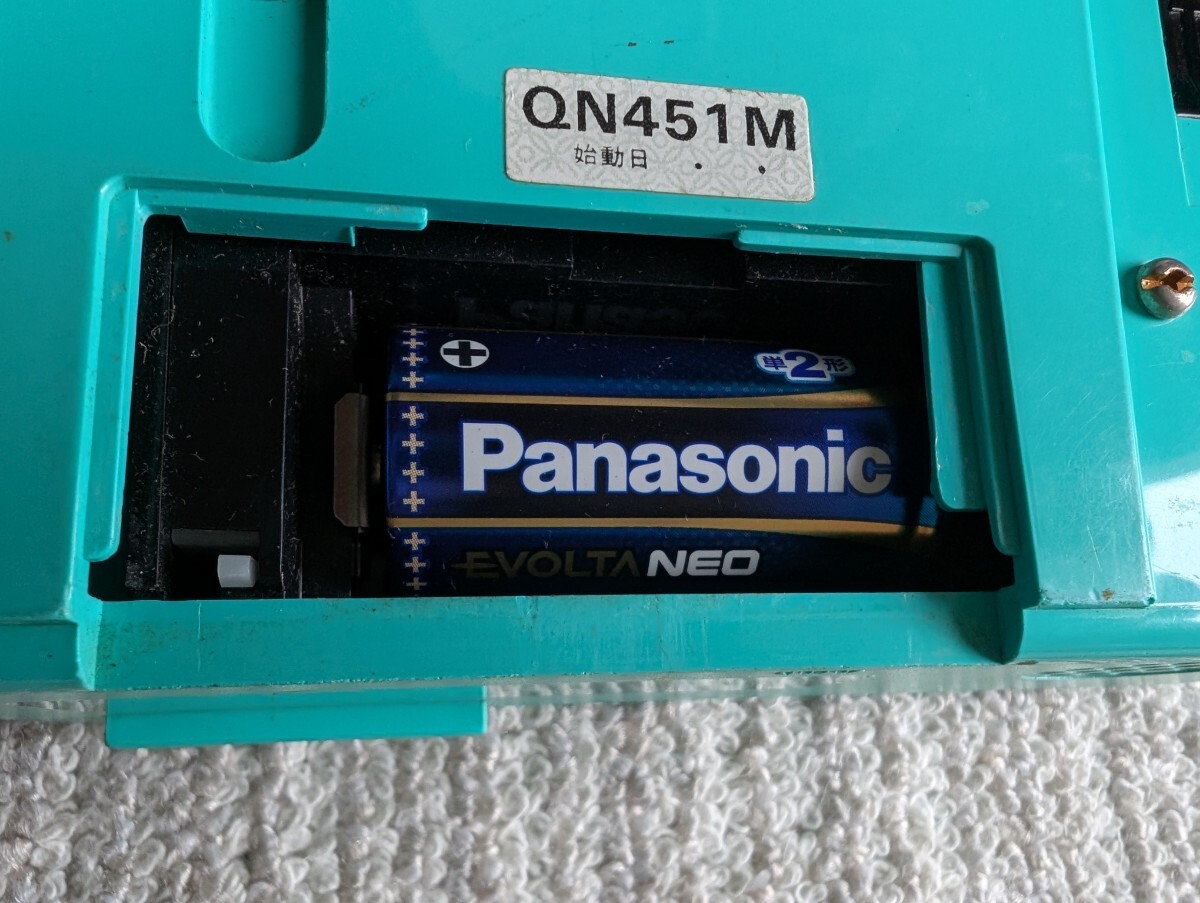 QN451M
始動日 . .
単2形
Panasonic
EVOLTA NEO